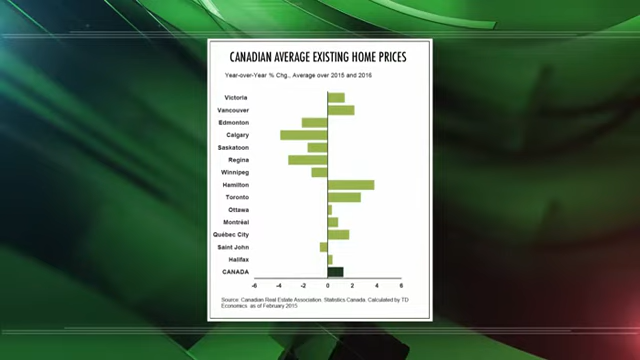 CANADIAN AVERAGE EXISTING HOME PRICES
Year-over-Year % Chg., Average over 2015 and 2016
Victoria
Vancouver
Edmonton
Calgary
Saskatoon
Regina
Winnipeg
Hamilton
Toronto
Ottawa
Montréal
Québec City
Saint John
Halifax
CANADA
-6 -4 -2 0 2 4 6
Source: Canadian Real Estate Association. Statistics Canada. Calculated by TD
Economics. as of February 2015